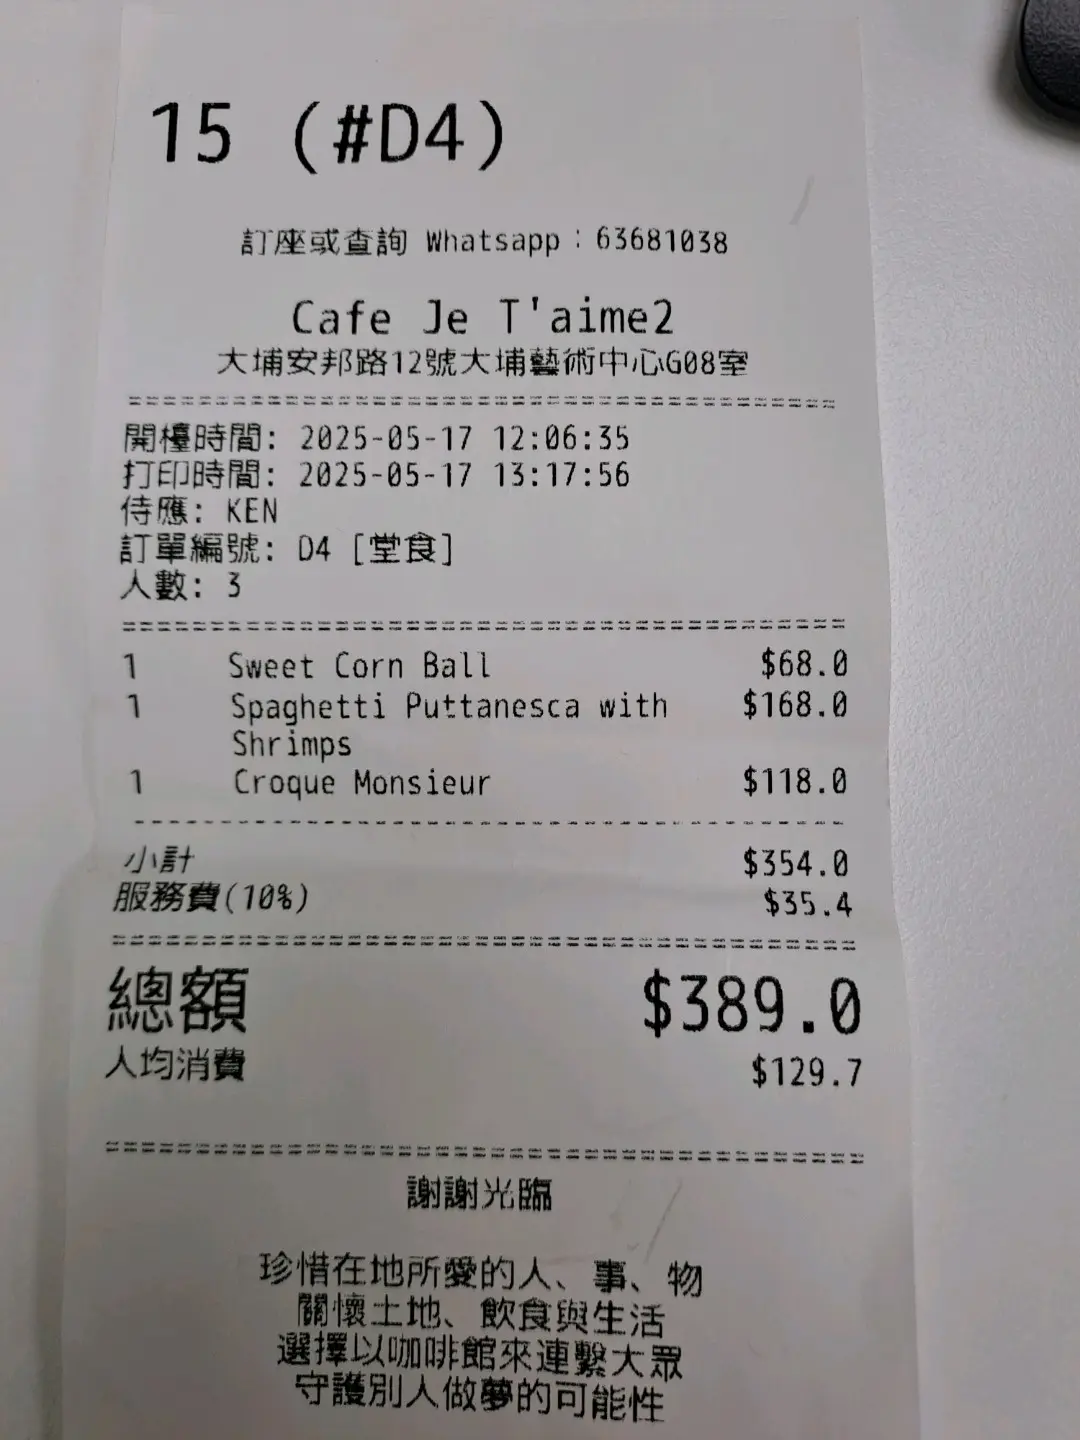 15 (#D4)
訂座或查詢 Whatsapp：63681038
Cafe Je T'aime2
大埔安邦路12號大埔藝術中心G08室
開檯時間: 2025-05-17 12:06:35
打印時間: 2025-05-17 13:17:56
侍應: KEN
訂單編號: D4 [堂食]
人數: 3
1 Sweet Corn Ball $68.0
1 Spaghetti Puttanesca with $168.0
Shrimps
1 Croque Monsieur $118.0
小計 $354.0
服務費(10%) $35.4
總額 $389.0
人均消費 $129.7
謝謝光臨
珍惜在地所愛的人、事、物
關懷土地、飲食與生活
選擇以咖啡館來連繫大眾
守護別人做夢的可能性